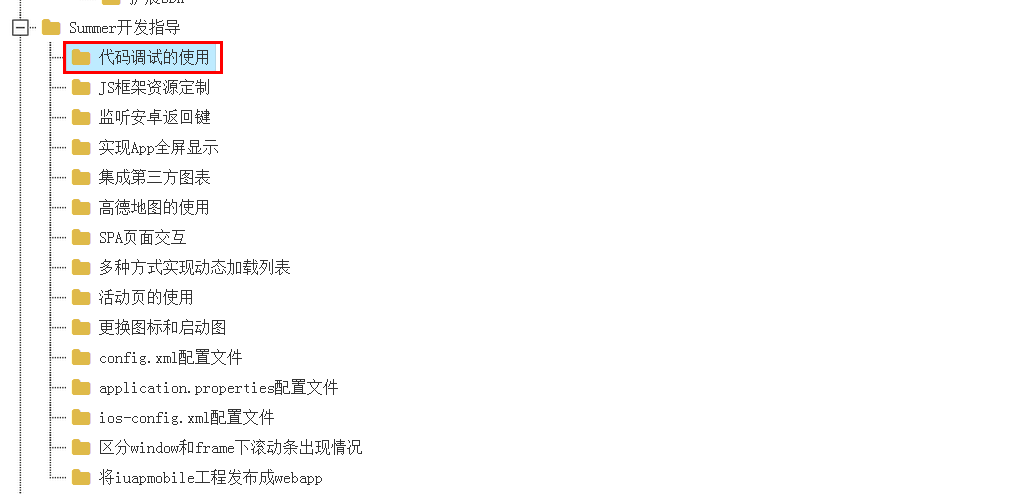 扩展SDK
Summer开发指导
代码调试的使用
JS框架资源定制
监听安卓返回键
实现App全屏显示
集成第三方图表
高德地图的使用
SPA页面交互
多种方式实现动态加载列表
活动页的使用
更换图标和启动图
config.xml配置文件
application.properties配置文件
ios-config.xml配置文件
区分window和frame下滚动条出现情况
将iuapmobile工程发布成webapp